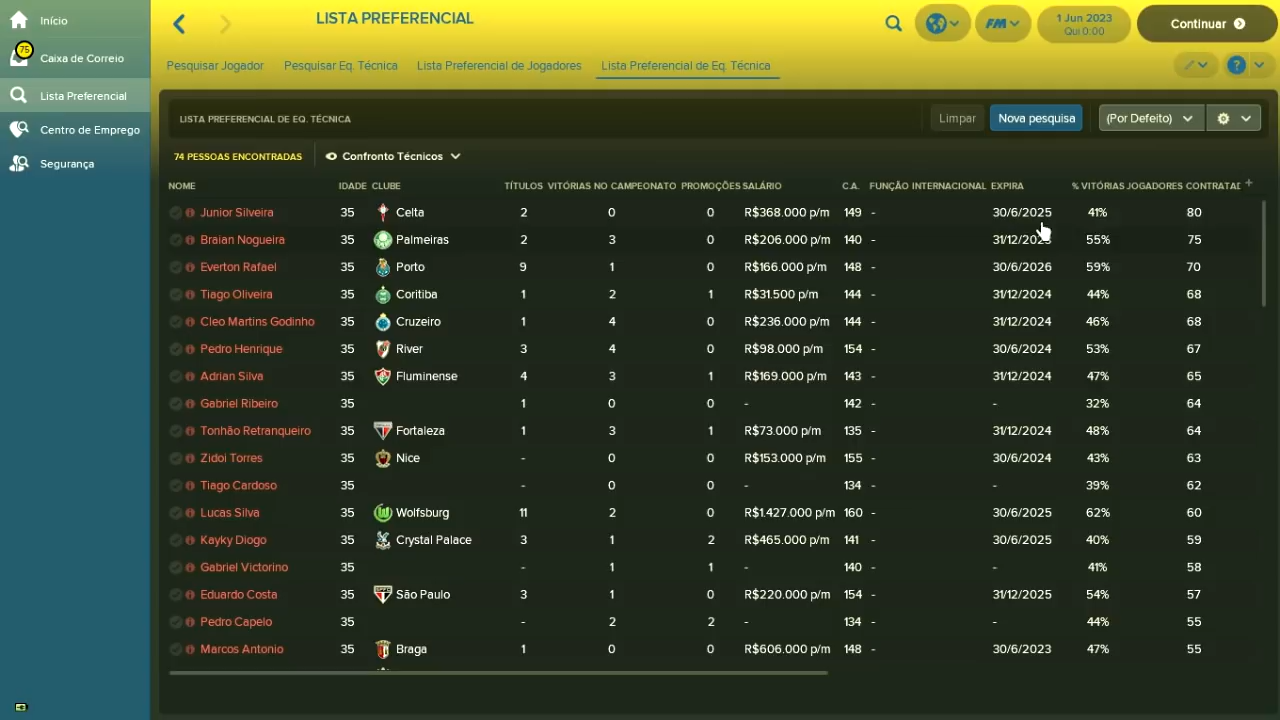 Início
LISTA PREFERENCIAL
FM
1 Jun 2023
Qui 0:00
Continuar
75
Caixa de Correio
Pesquisar Jogador
Pesquisar Eq. Técnica
Lista Preferencial de Jogadores
Lista Preferencial de Eq. Técnica
?
Lista Preferencial
Centro de Emprego
Segurança
LISTA PREFERENCIAL DE EQ. TÉCNICA
Limpar
Nova pesquisa
(Por Defeito)
74 PESSOAS ENCONTRADAS
Confronto Técnicos
NOME IDADE CLUBE TÍTULOS VITÓRIAS NO CAMPEONATO PROMOÇÕES SALÁRIO C.A. FUNÇÃO INTERNACIONAL EXPIRA % VITÓRIAS JOGADORES CONTRATAD +
Junior Silveira 35 Celta 2 0 0 R$368.000 p/m 149 - 30/6/2025 41% 80
Braian Nogueira 35 Palmeiras 2 3 0 R$206.000 p/m 140 - 55% 75
Everton Rafael 35 Porto 9 1 0 R$166.000 p/m 148 - 30/6/2026 59% 70
Tiago Oliveira 35 Coritiba 1 2 1 R$31.500 p/m 144 - 31/12/2024 44% 68
Cleo Martins Godinho 35 Cruzeiro 1 4 0 R$236.000 p/m 144 - 31/12/2024 46% 68
Pedro Henrique 35 River 3 4 0 R$98.000 p/m 154 - 30/6/2024 53% 67
Adrian Silva 35 Fluminense 4 3 1 R$169.000 p/m 143 - 31/12/2024 47% 65
Gabriel Ribeiro 35 1 0 0 - 142 - - 32% 64
Tonhão Retranqueiro 35 Fortaleza 1 3 1 R$73.000 p/m 135 - 31/12/2024 48% 64
Zidoi Torres 35 Nice - 0 0 R$153.000 p/m 155 - 30/6/2024 43% 63
Tiago Cardoso 35 - 0 0 - 134 - - 39% 62
Lucas Silva 35 Wolfsburg 11 2 0 R$1.427.000 p/m 160 - 30/6/2025 62% 60
Kayky Diogo 35 Crystal Palace 3 1 2 R$465.000 p/m 141 - 30/6/2025 40% 59
Gabriel Victorino 35 - 1 1 - 140 - - 41% 58
Eduardo Costa 35 São Paulo 3 1 0 R$220.000 p/m 154 - 31/12/2025 54% 57
Pedro Capelo 35 - 2 2 - 134 - - 44% 55
Marcos Antonio 35 Braga 1 0 0 R$606.000 p/m 148 - 30/6/2023 47% 55